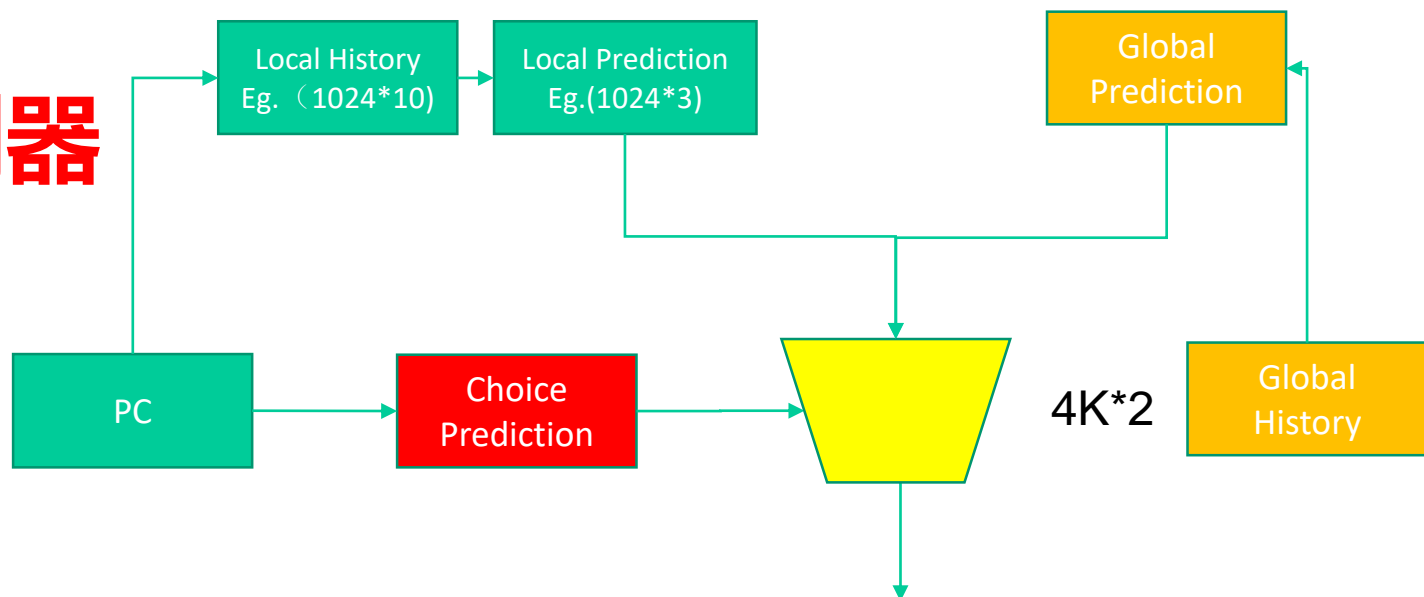 Local History
Eg.（1024*10)
Local Prediction
Eg.(1024*3)
Global
Prediction
器
PC
Choice
Prediction
4K*2
Global
History